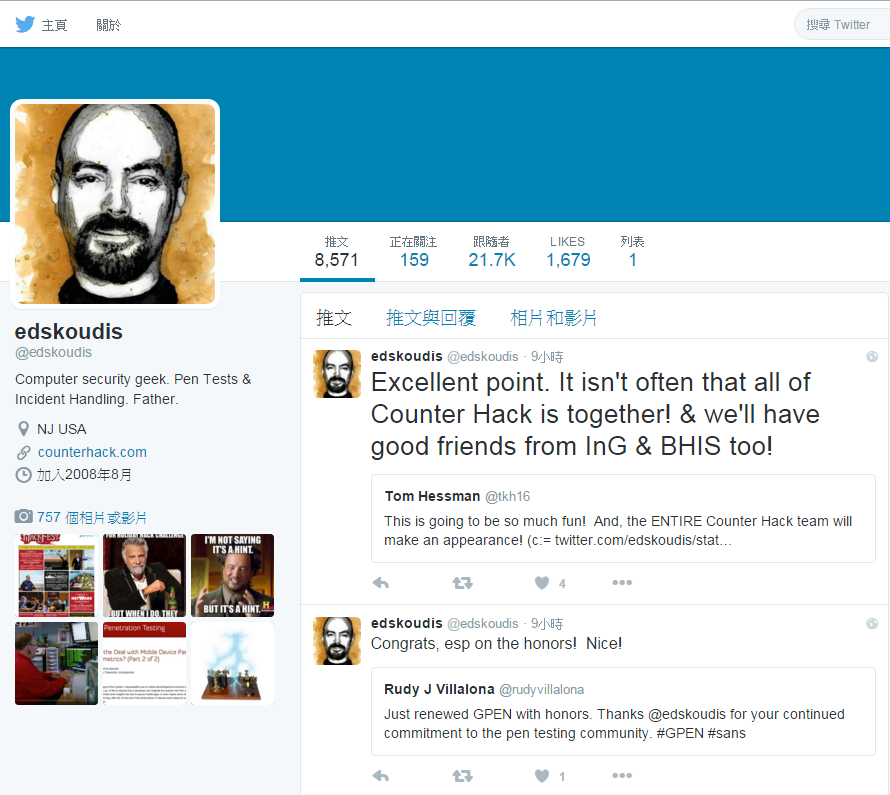 主頁
關於
搜尋 Twitter
推文
8,571
正在關注
159
跟隨者
21.7K
LIKES
1,679
列表
1
edskoudis
@edskoudis
Computer security geek. Pen Tests &
Incident Handling. Father.
NJ USA
counterhack.com
加入2008年8月
757 個相片或影片
BUT WHEN I DO, THEY
I'M NOT SAYING
IT'S A HINT.
BUT IT'S A HINT.
H
Penetration Testing
the Deal with Mobile Device Pa
metrics? (Part 2 of 2)
推文
推文與回覆
相片和影片
edskoudis @edskoudis · 9小時
Excellent point. It isn't often that all of
Counter Hack is together! & we'll have
good friends from InG & BHIS too!
Tom Hessman @tkh16
This is going to be so much fun! And, the ENTIRE Counter Hack team will
make an appearance! (c:= twitter.com/edskoudis/stat…
4
edskoudis @edskoudis · 9小時
Congrats, esp on the honors! Nice!
Rudy J Villalona @rudyvillalona
Just renewed GPEN with honors. Thanks @edskoudis for your continued
commitment to the pen testing community. #GPEN #sans
1